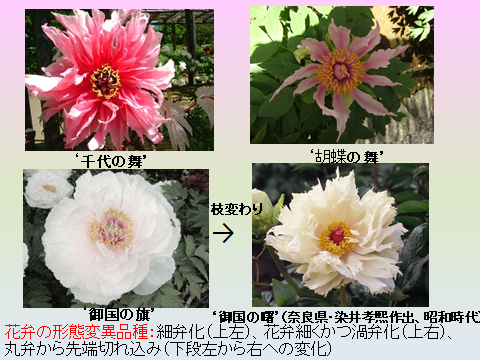 ‘千代の舞’
‘胡蝶の舞’
枝変わり
→
‘御国の旗’
‘御国の曙’(奈良県・染井孝熙作出、昭和時代)
花弁の形態変異品種:細弁化(上左)、花弁細くかつ渦弁化(上右)、
丸弁から先端切れ込み(下段左から右への変化)